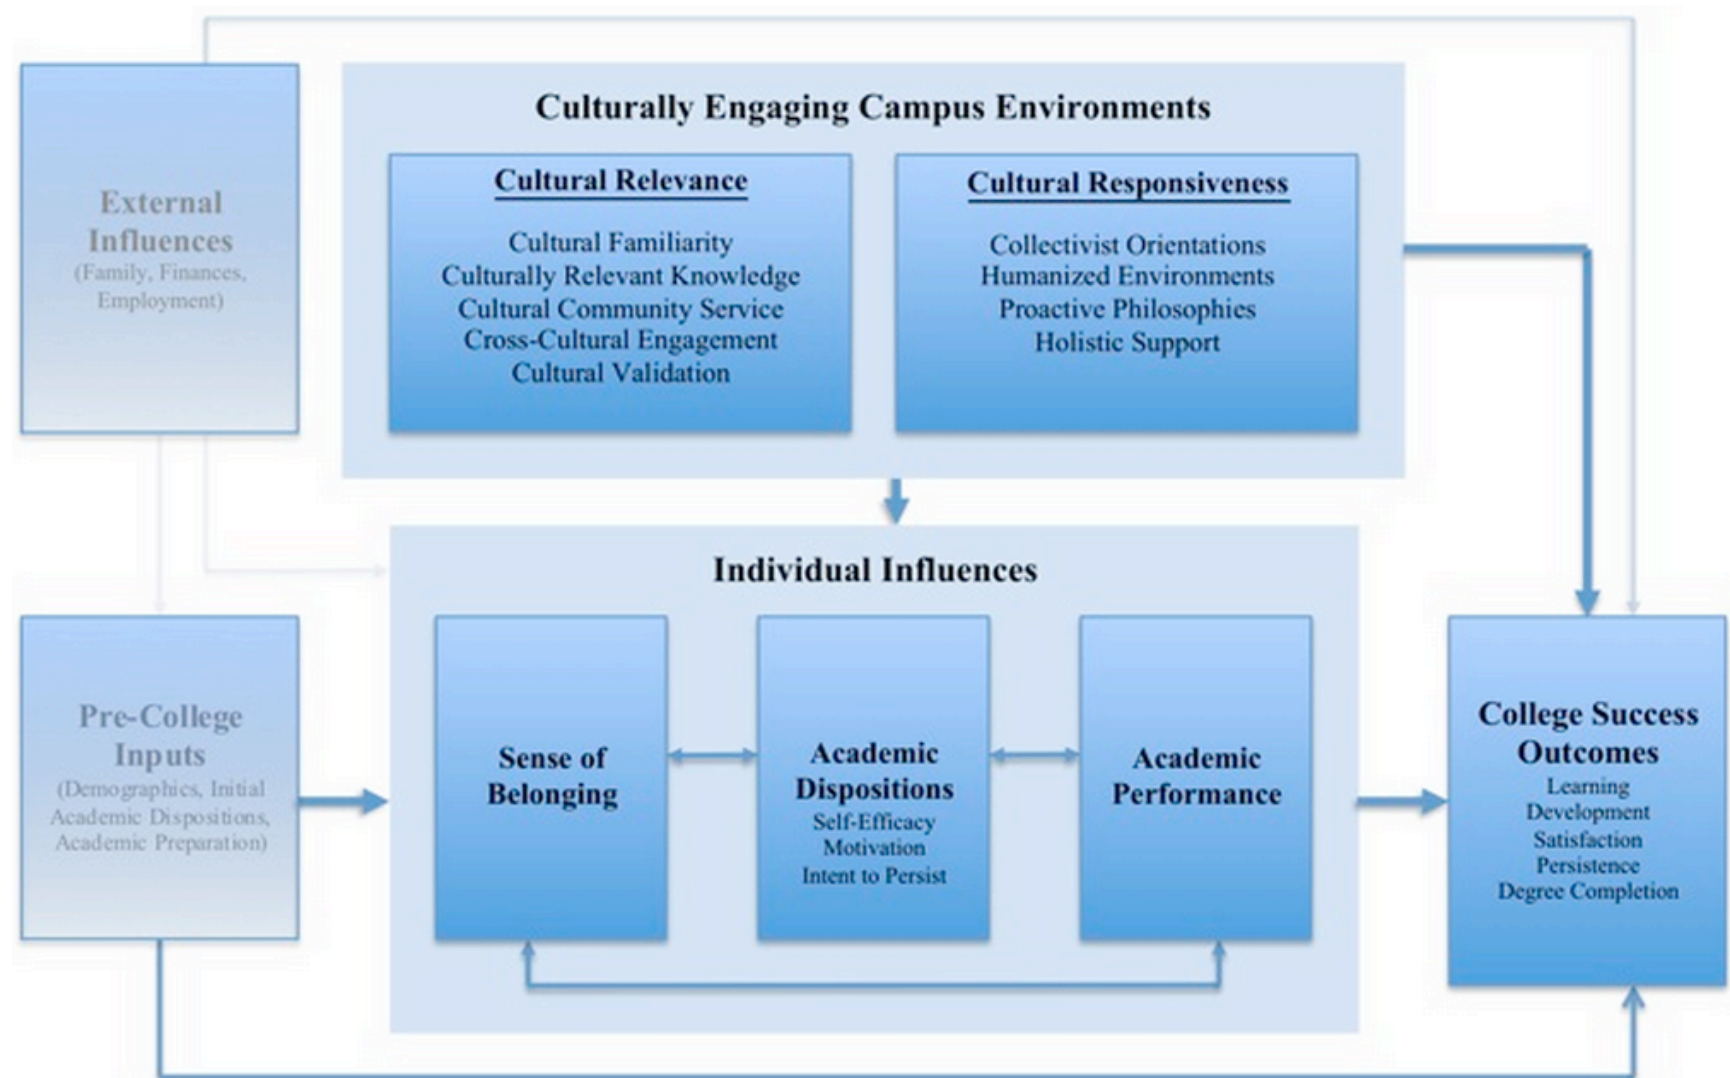 Culturally Engaging Campus Environments
External
Influences
(Family, Finances,
Employment)
Cultural Relevance
Cultural Familiarity
Culturally Relevant Knowledge
Cultural Community Service
Cross-Cultural Engagement
Cultural Validation
Cultural Responsiveness
Collectivist Orientations
Humanized Environments
Proactive Philosophies
Holistic Support
Individual Influences
Pre-College
Inputs
(Demographics, Initial
Academic Dispositions,
Academic Preparation)
Sense of
Belonging
Academic
Dispositions
Self-Efficacy
Motivation
Intent to Persist
Academic
Performance
College Success
Outcomes
Learning
Development
Satisfaction
Persistence
Degree Completion